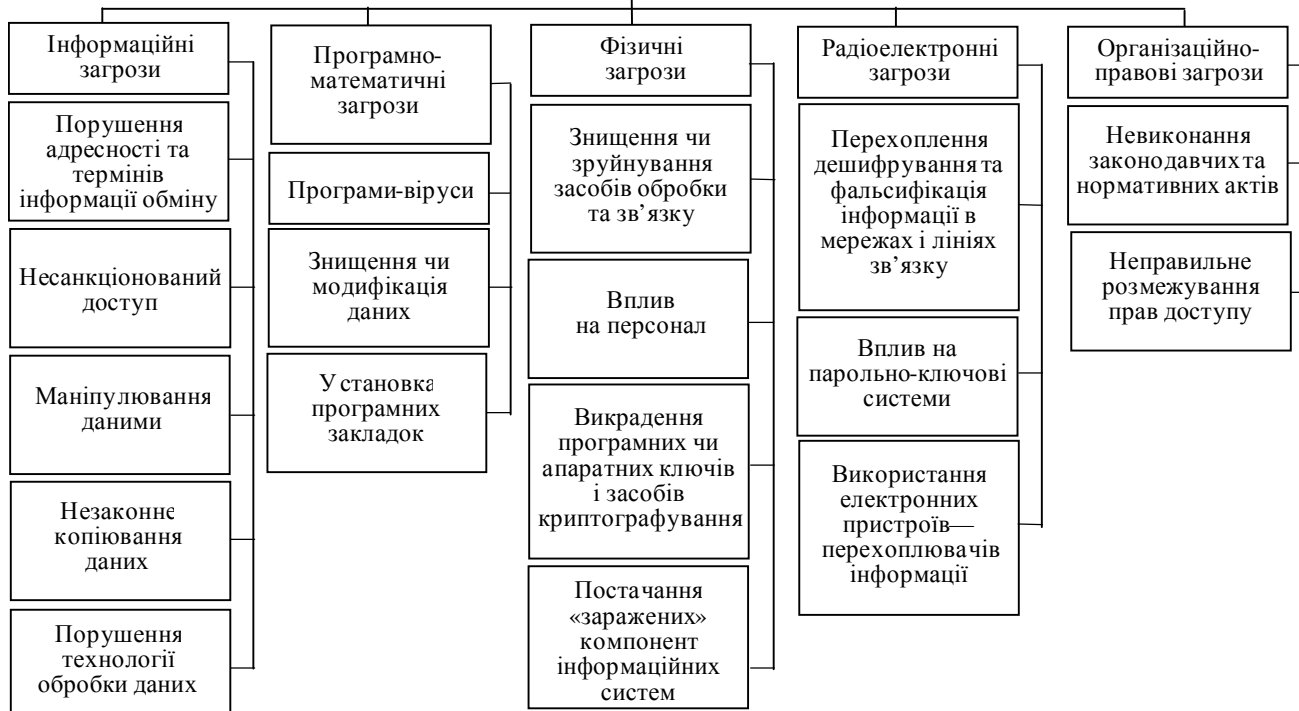 Інформаційні
загрози
Порушення
адресності та
термінів
інформації обміну
Несанкціонований
доступ
Маніпулювання
даними
Незаконне
копіювання
даних
Порушення
технології
обробки даних
Програмно-
математичні
загрози
Програми-віруси
Знищення чи
модифікація
даних
Установка
програмних
закладок
Фізичні
загрози
Знищення чи
зруйнування
засобів обробки
та зв’язку
Вплив
на персонал
Викрадення
програмних чи
апаратних ключів
і засобів
криптографування
Постачання
«заражених»
компонент
інформаційних
систем
Радіоелектронні
загрози
Перехоплення
дешифрування та
фальсифікація
інформації в
мережах і лініях
зв’язку
Вплив на
парольно-ключові
системи
Використання
електронних
пристроїв—
перехоплювачів
інформації
Організаційно-
правові загрози
Невиконання
законодавчих та
нормативних актів
Неправильне
розмежування
прав доступу